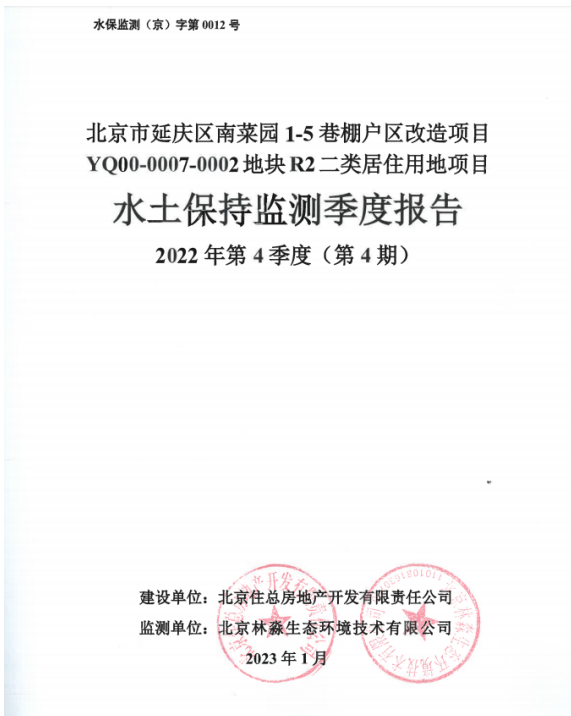 水保监测（京）字第 0012 号
北京市延庆区南菜园 1-5 巷棚户区改造项目
YQ00-0007-0002 地块 R2 二类居住用地项目
水土保持监测季度报告
2022 年第 4 季度（第 4 期）
建设单位：北京住总房地产开发有限责任公司
监测单位：北京林淼生态环境技术有限公司
2023 年 1 月